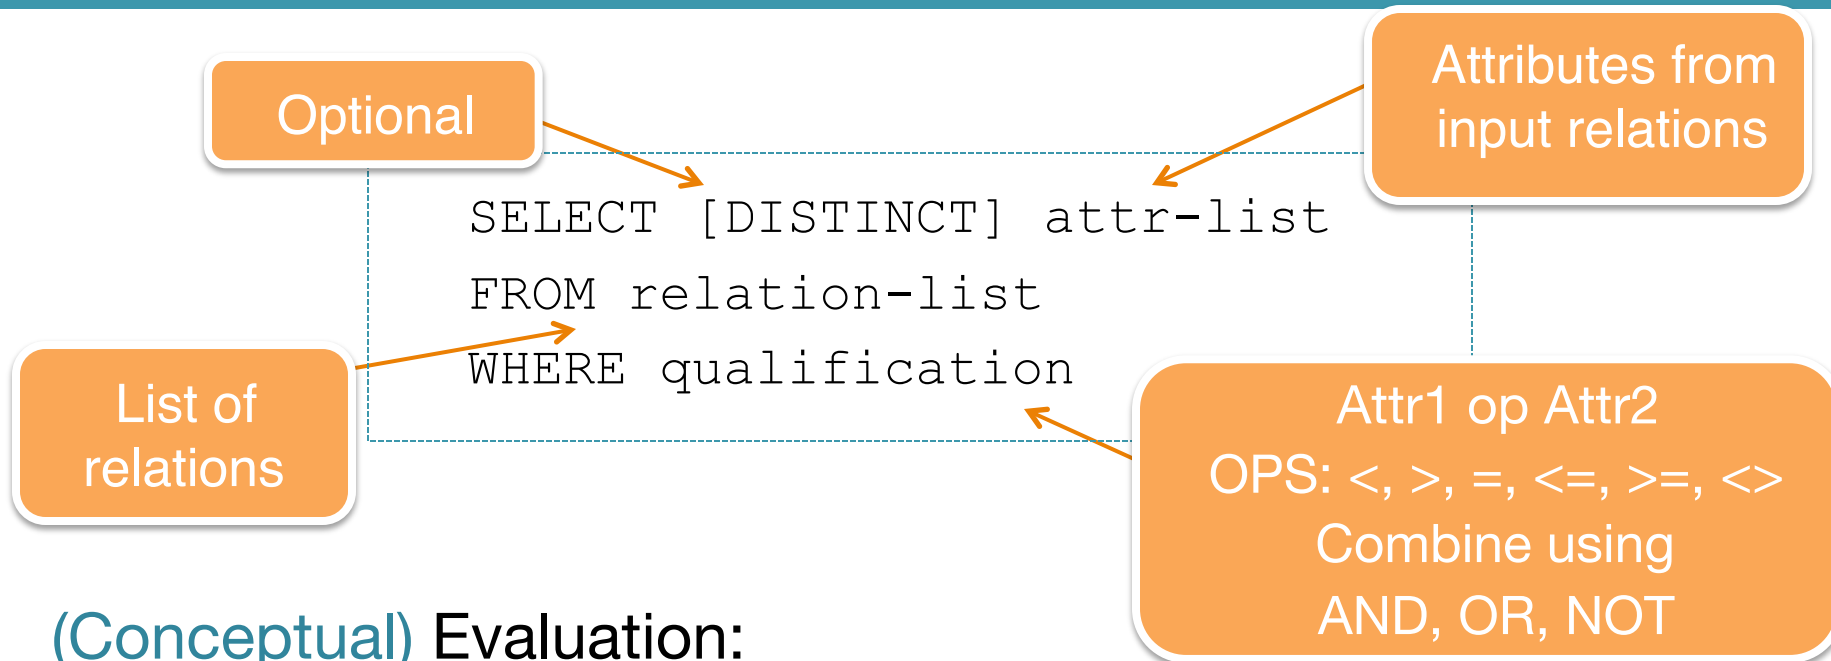 Optional
Attributes from
input relations
SELECT [DISTINCT] attr-list
FROM relation-list
WHERE qualification
List of
relations
Attr1 op Attr2
OPS: <, >, =, <=, >=, <>
Combine using
AND, OR, NOT
(Conceptual) Evaluation: